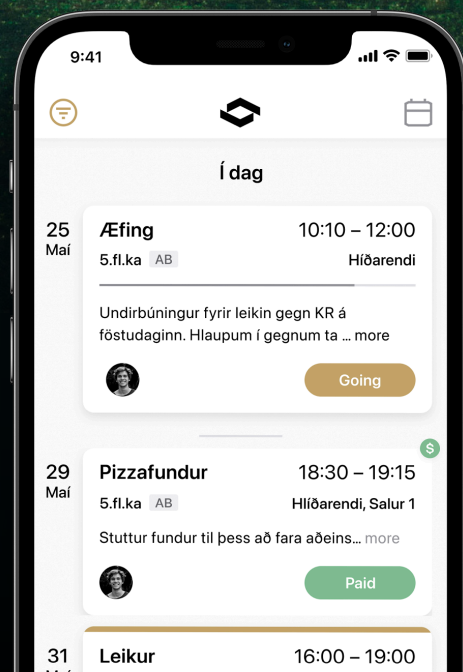 9:41
Í dag
25 Æfing 10:10 – 12:00
Maí
5.fl.ka AB Híðarendi
Undirbúningur fyrir leikin gegn KR á
föstudaginn. Hlaupum í gegnum ta ... more
Going
$
29 Pizzafundur 18:30 – 19:15
Maí
5.fl.ka AB Hlíðarendi, Salur 1
Stuttur fundur til þess að fara aðeins... more
Paid
31 Leikur 16:00 – 19:00